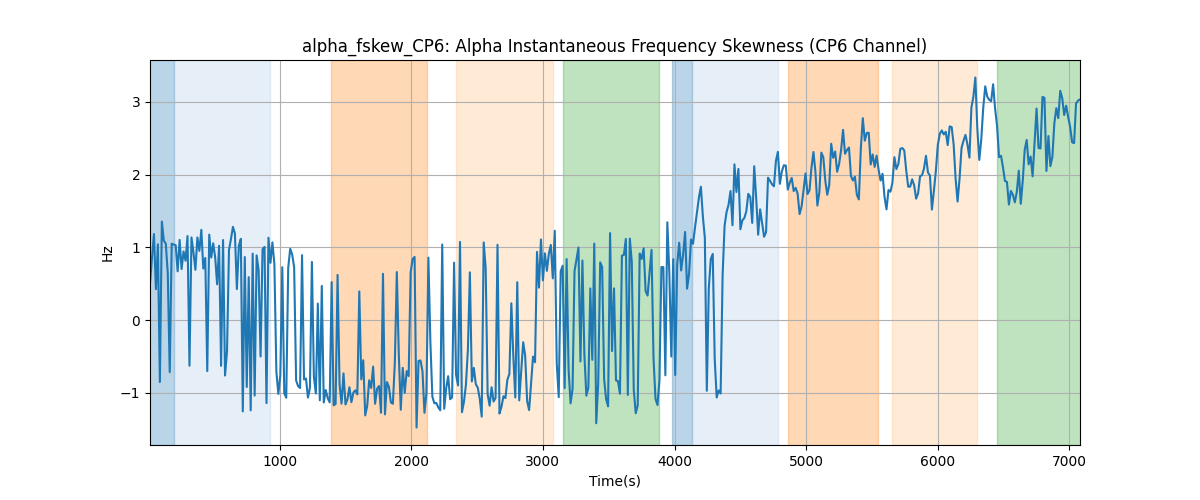 alpha_fskew_CP6: Alpha Instantaneous Frequency Skewness (CP6 Channel)
3
2
1
0
−1
Hz
1000 2000 3000 4000 5000 6000 7000
Time(s)